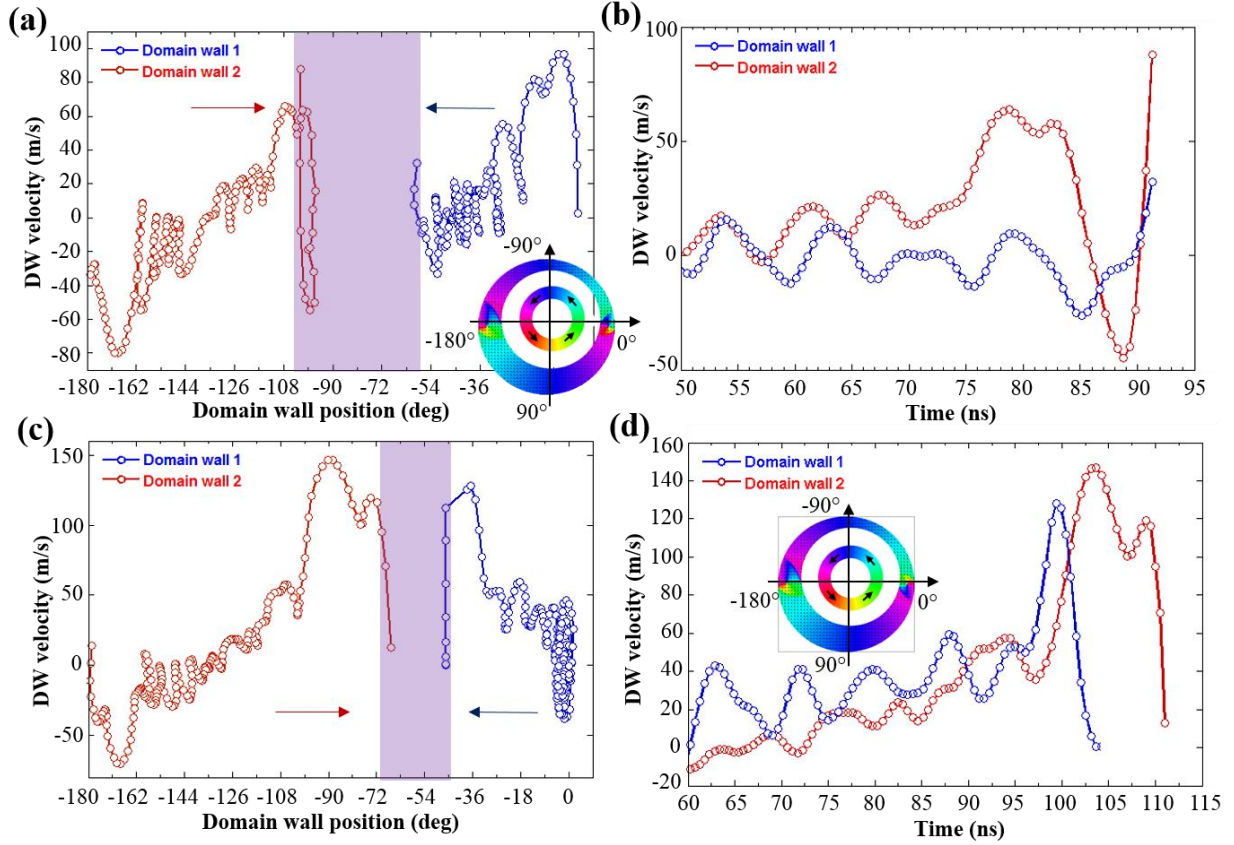 (a)
Domain wall 1
Domain wall 2
100
80
60
40
20
0
-20
-40
-60
-80
DW velocity (m/s)
-180 -162 -144 -126 -108 -90 -72 -54 -36
Domain wall position (deg)
-90°
-180°
0°
90°
(b)
Domain wall 1
Domain wall 2
100
50
0
-50
DW velocity (m/s)
50 55 60 65 70 75 80 85 90 95
Time (ns)
(c)
Domain wall 1
Domain wall 2
150
100
50
0
-50
DW velocity (m/s)
-180 -162 -144 -126 -108 -90 -72 -54 -36 -18 0
Domain wall position (deg)
(d)
Domain wall 1
Domain wall 2
160
140
120
100
80
60
40
20
0
-20
DW velocity (m/s)
-90°
-180°
0°
90°
60 65 70 75 80 85 90 95 100 105 110 115
Time (ns)